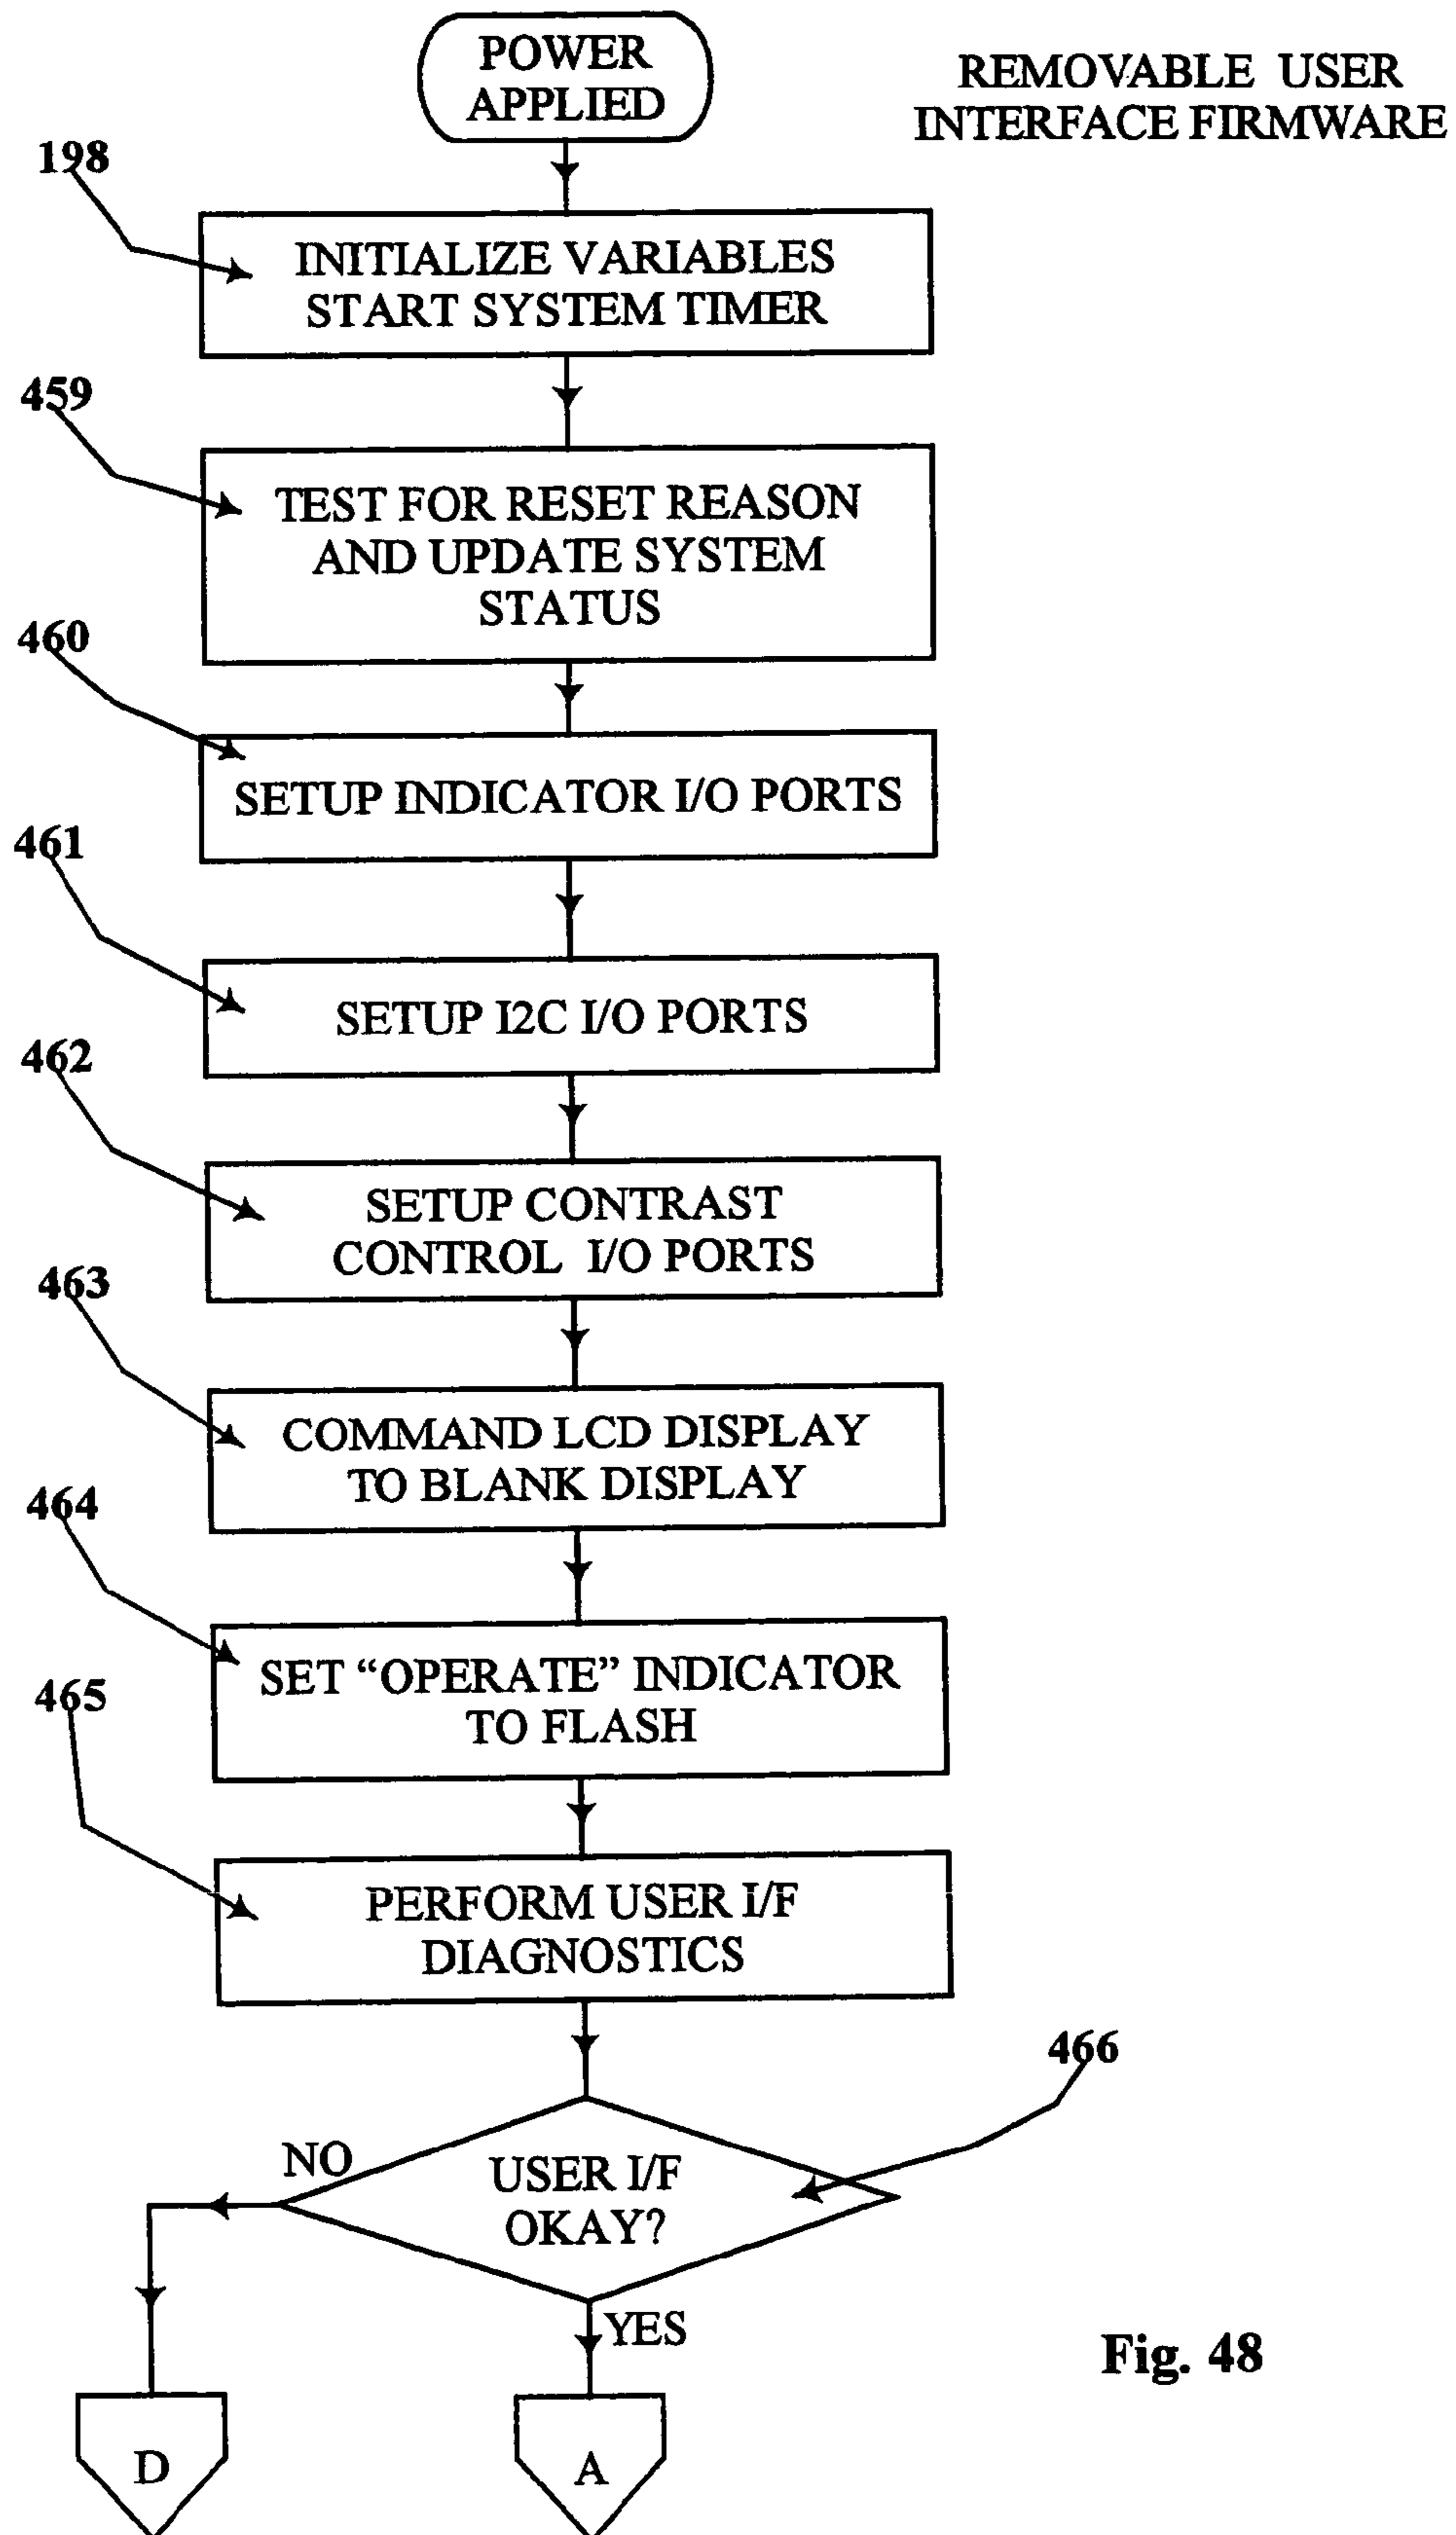 POWER
APPLIED
REMOVABLE USER
INTERFACE FIRMWARE
198
INITIALIZE VARIABLES
START SYSTEM TIMER
459
TEST FOR RESET REASON
AND UPDATE SYSTEM
STATUS
460
SETUP INDICATOR I/O PORTS
461
SETUP I2C I/O PORTS
462
SETUP CONTRAST
CONTROL I/O PORTS
463
COMMAND LCD DISPLAY
TO BLANK DISPLAY
464
SET “OPERATE” INDICATOR
TO FLASH
465
PERFORM USER I/F
DIAGNOSTICS
466
NO
USER I/F
OKAY?
YES
Fig. 48
D
A